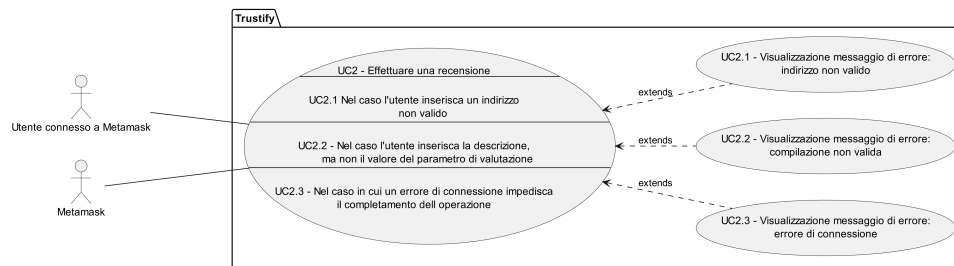 Trustify
UC2 - Effettuare una recensione
UC2.1 Nel caso l'utente inserisca un indirizzo
non valido
UC2.2 - Nel caso l'utente inserisca la descrizione,
ma non il valore del parametro di valutazione
UC2.3 - Nel caso in cui un errore di connessione impedisca
il completamento dell operazione
Utente connesso a Metamask
Metamask
extends
UC2.1 - Visualizzazione messaggio di errore:
indirizzo non valido
extends
UC2.2 - Visualizzazione messaggio di errore:
compilazione non valida
extends
UC2.3 - Visualizzazione messaggio di errore:
errore di connessione